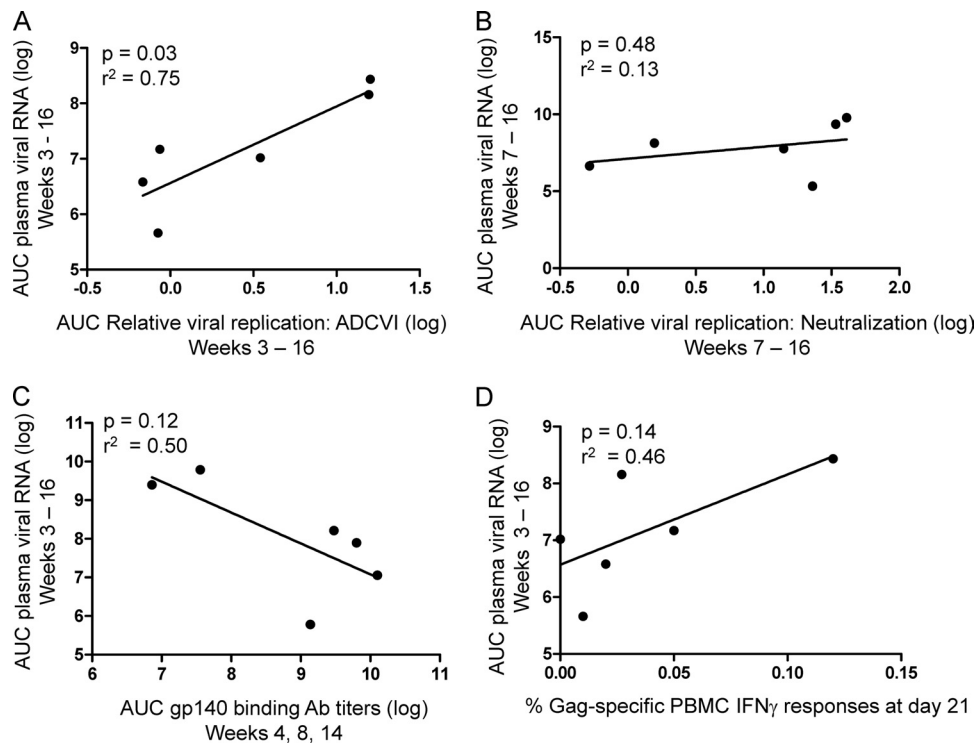 A
p = 0.03
r² = 0.75
AUC plasma viral RNA (log)
Weeks 3 - 16
9
8
7
6
5
-0.5
0.0
0.5
1.0
1.5
AUC Relative viral replication: ADCVI (log)
Weeks 3 – 16
B
p = 0.48
r² = 0.13
AUC plasma viral RNA (log)
Weeks 7 – 16
15
10
5
0
-0.5
0.0
0.5
1.0
1.5
2.0
AUC Relative viral replication: Neutralization (log)
Weeks 7 – 16
C
p = 0.12
r² = 0.50
AUC plasma viral RNA (log)
Weeks 3 – 16
11
10
9
8
7
6
5
6
7
8
9
10
11
AUC gp140 binding Ab titers (log)
Weeks 4, 8, 14
D
p = 0.14
r² = 0.46
AUC plasma viral RNA (log)
Weeks 3 – 16
9
8
7
6
5
0.00
0.05
0.10
0.15
% Gag-specific PBMC IFNγ responses at day 21